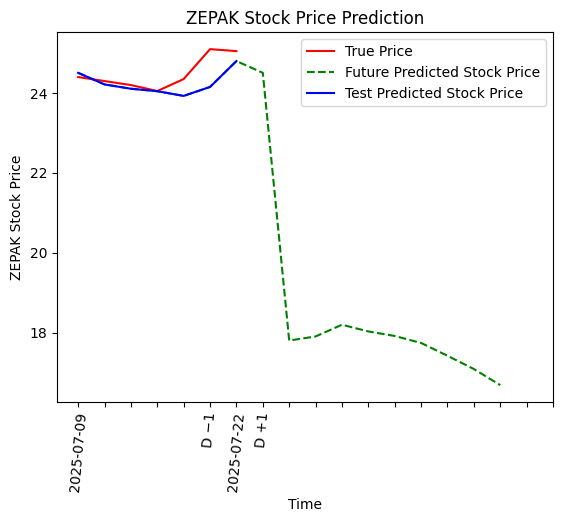 ZEPAK Stock Price Prediction
True Price
Future Predicted Stock Price
Test Predicted Stock Price
ZEPAK Stock Price
24
22
20
18
2025-07-09
D −1
2025-07-22
D +1
Time